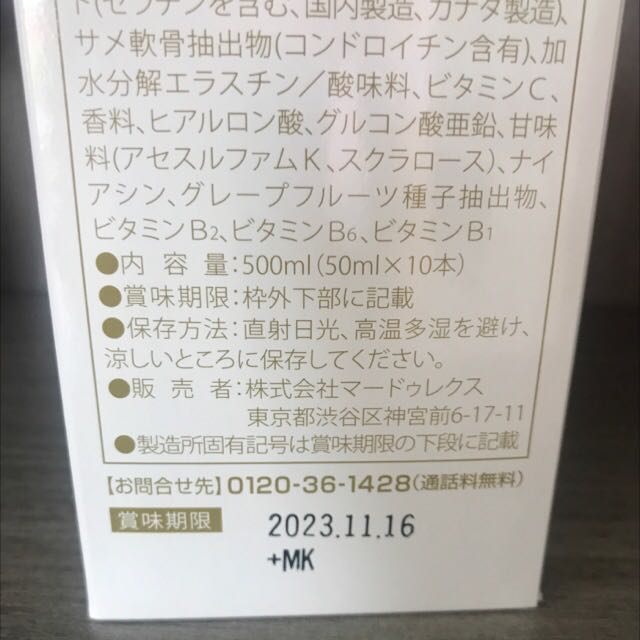 ド(ゼラチンを含む、国内製造、カナダ製造)、
サメ軟骨抽出物(コンドロイチン含有)、加
水分解エラスチン／酸味料、ビタミンC、
香料、ヒアルロン酸、グルコン酸亜鉛、甘味
料(アセスルファムK、スクラロース)、ナイ
アシン、グレープフルーツ種子抽出物、
ビタミンB2、ビタミンB6、ビタミンB1
●内容量:500ml(50ml×10本)
●賞味期限:枠外下部に記載
●保存方法:直射日光、高温多湿を避け、
涼しいところに保存してください。
●販売者:株式会社マードゥレクス
東京都渋谷区神宮前6-17-11
●製造所固有記号は賞味期限の下段に記載
【お問合せ先】0120-36-1428(通話料無料)
賞味期限 2023.11.16
+MK